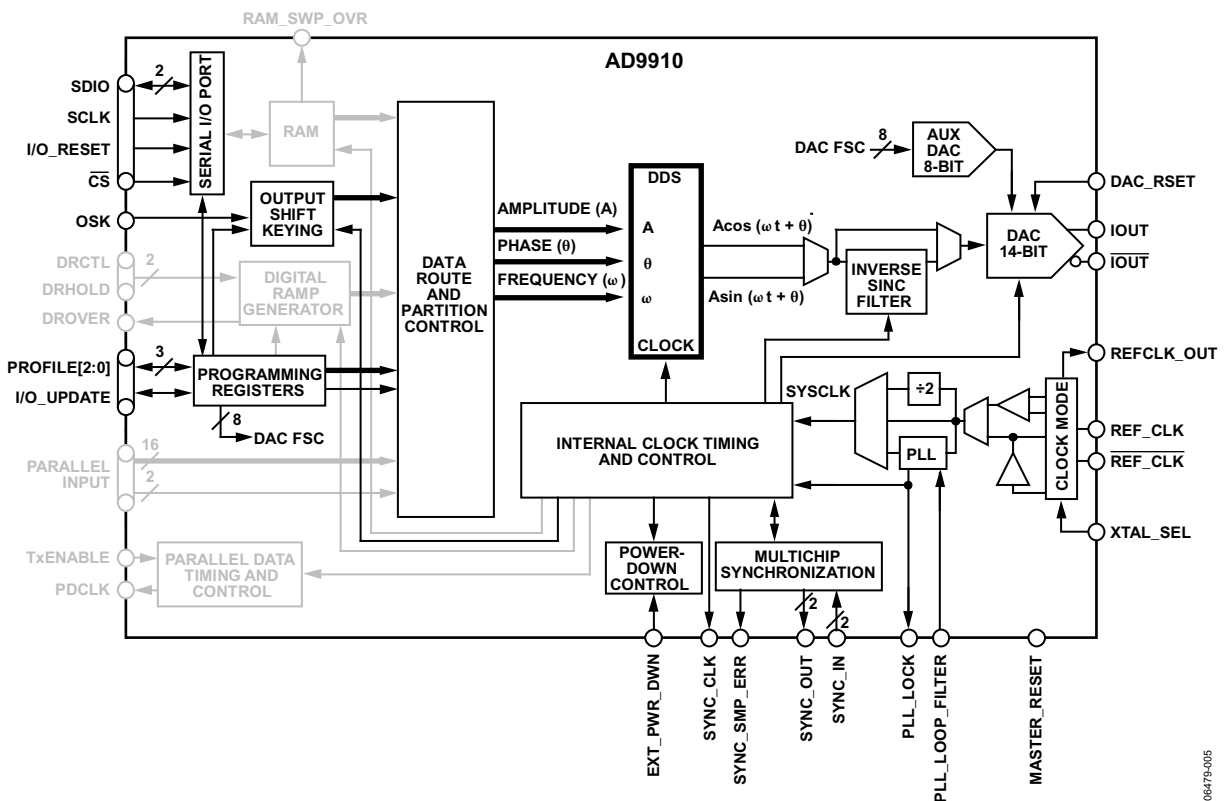 RAM_SWP_OVR
AD9910
SDIO
2
SCLK
I/O_RESET
CS
SERIAL I/O PORT
RAM
OSK
OUTPUT
SHIFT
KEYING
DRCTL
2
DRHOLD
DROVER
DIGITAL
RAMP
GENERATOR
PROFILE[2:0]
3
I/O_UPDATE
PROGRAMMING
REGISTERS
8
DAC FSC
PARALLEL
INPUT
16
2
TxENABLE
PDCLK
PARALLEL DATA
TIMING AND
CONTROL
DATA
ROUTE
AND
PARTITION
CONTROL
AMPLITUDE (A)
PHASE (θ)
FREQUENCY (ω)
DDS
A
θ
ω
CLOCK
Acos (ωt + θ)
Asin (ωt + θ)
INVERSE
SINC
FILTER
DAC FSC
8
AUX
DAC
8-BIT
DAC
14-BIT
DAC_RSET
IOUT
IOUT
SYSCLK
÷2
PLL
CLOCK MODE
REFCLK_OUT
REF_CLK
REF_CLK
XTAL_SEL
INTERNAL CLOCK TIMING
AND CONTROL
POWER-
DOWN
CONTROL
MULTICHIP
SYNCHRONIZATION
2
2
EXT_PWR_DWN
SYNC_CLK
SYNC_SMP_ERR
SYNC_OUT
SYNC_IN
PLL_LOCK
PLL_LOOP_FILTER
MASTER_RESET
06479-005